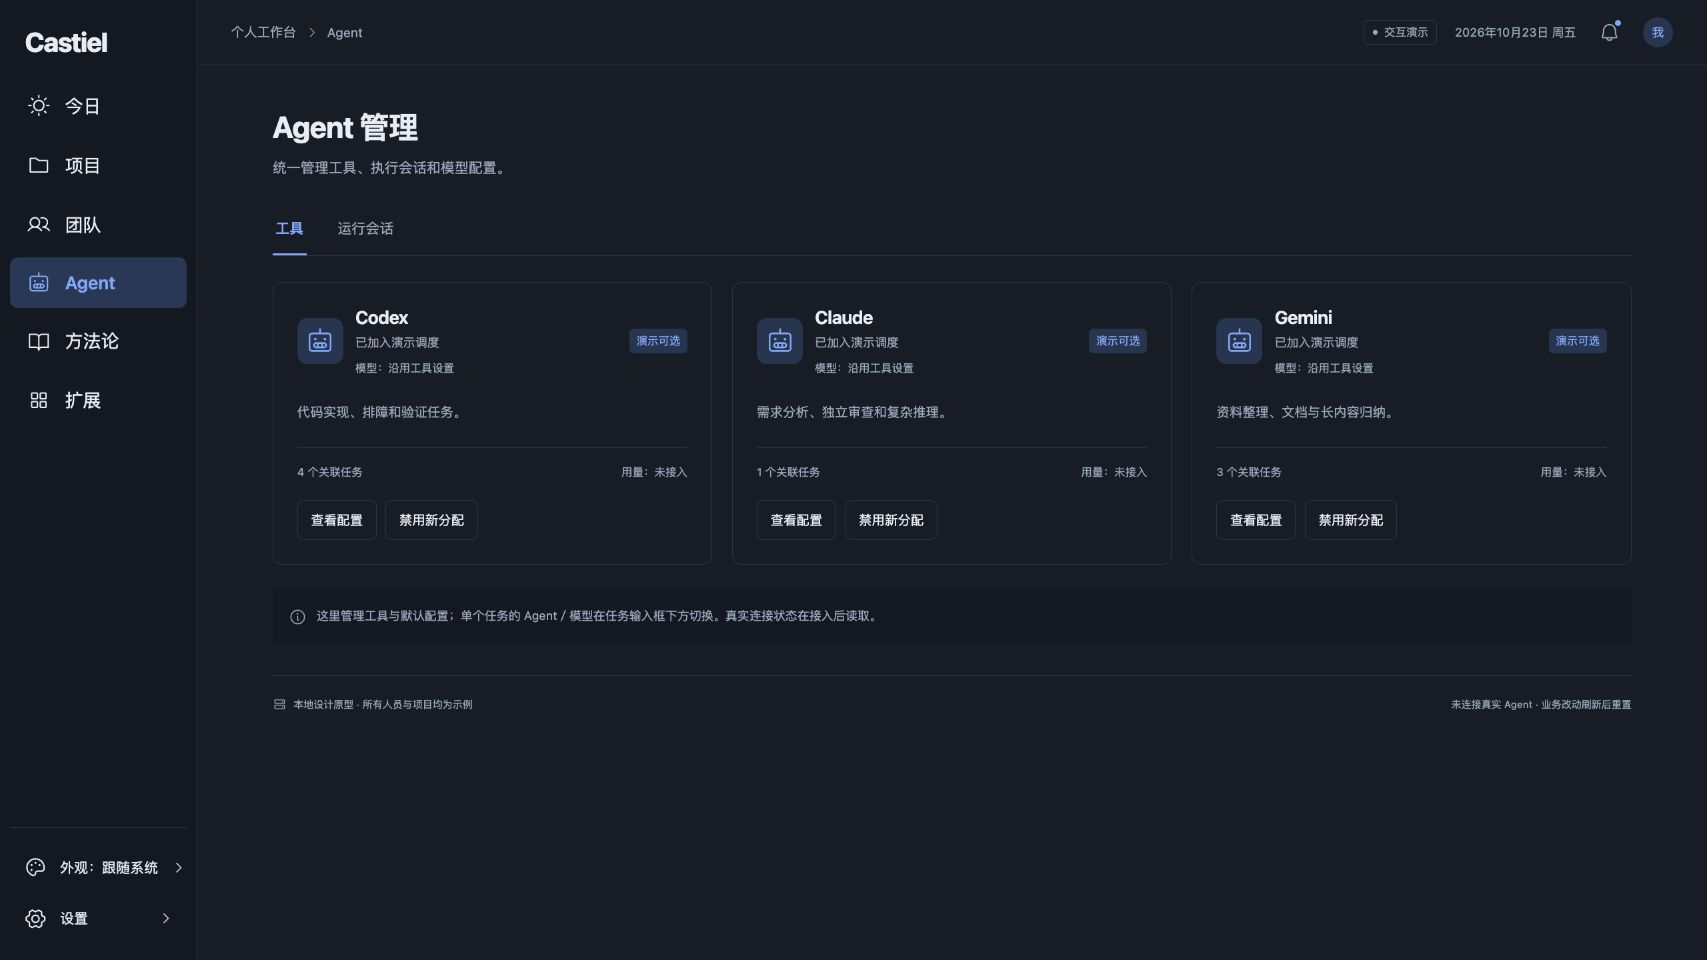 Castiel
今日
项目
团队
Agent
方法论
扩展
外观：跟随系统
设置
个人工作台 > Agent
交互演示
2026年10月23日 周五
我
Agent 管理
统一管理工具、执行会话和模型配置。
工具
运行会话
Codex
已加入演示调度
模型：沿用工具设置
演示可选
代码实现、排障和验证任务。
4 个关联任务
用量：未接入
查看配置
禁用新分配
Claude
已加入演示调度
模型：沿用工具设置
演示可选
需求分析、独立审查和复杂推理。
1 个关联任务
用量：未接入
查看配置
禁用新分配
Gemini
已加入演示调度
模型：沿用工具设置
演示可选
资料整理、文档与长内容归纳。
3 个关联任务
用量：未接入
查看配置
禁用新分配
这里管理工具与默认配置；单个任务的 Agent / 模型在任务输入框下方切换。真实连接状态在接入后读取。
本地设计原型 · 所有人员与项目均为示例
未连接真实 Agent · 业务改动刷新后重置